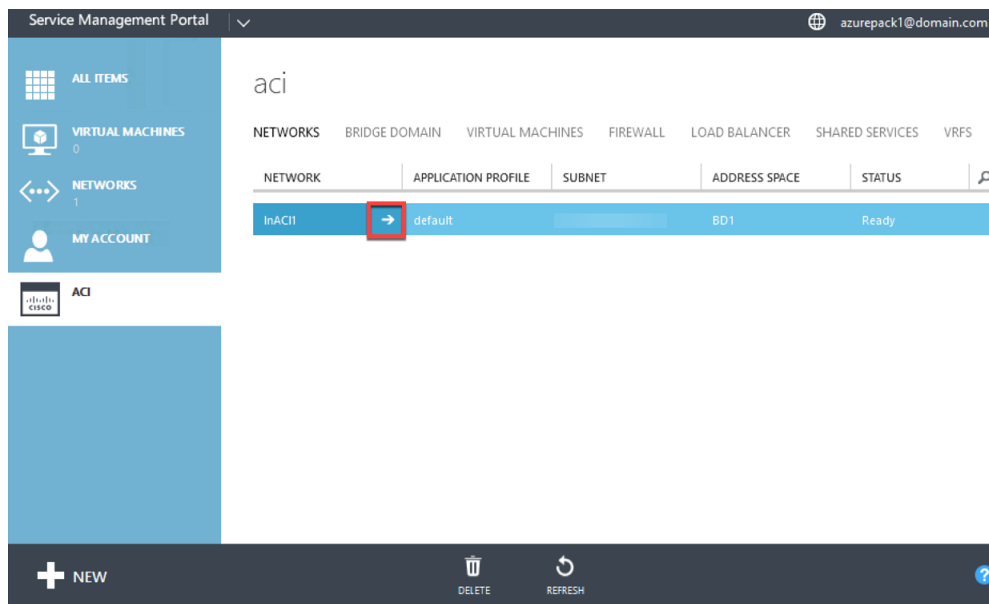 Service Management Portal
azurepack1@domain.com
ALL ITEMS
VIRTUAL MACHINES
0
NETWORKS
1
MY ACCOUNT
cisco
ACI
aci
NETWORKS BRIDGE DOMAIN VIRTUAL MACHINES FIREWALL LOAD BALANCER SHARED SERVICES VRFS
NETWORK APPLICATION PROFILE SUBNET ADDRESS SPACE STATUS
InACI1 default BD1 Ready
NEW
DELETE
REFRESH
?